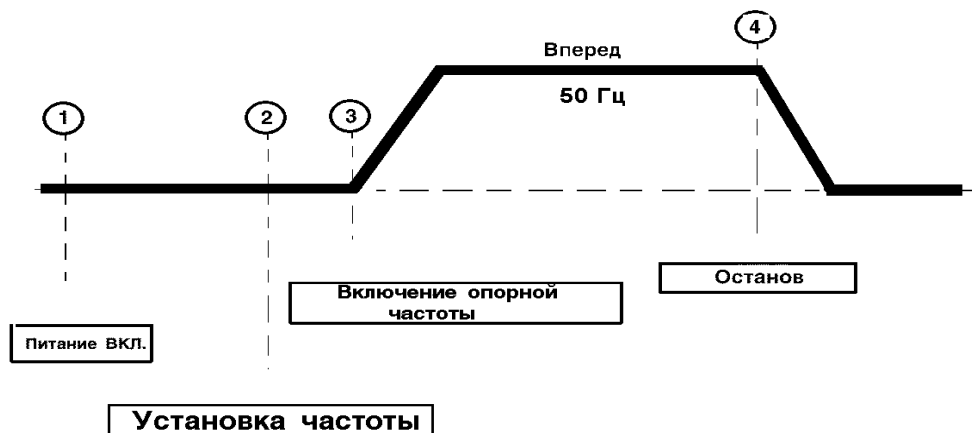 4
Вперед
50 Гц
1
2
3
Останов
Включение опорной
частоты
Питание ВКЛ.
Установка частоты